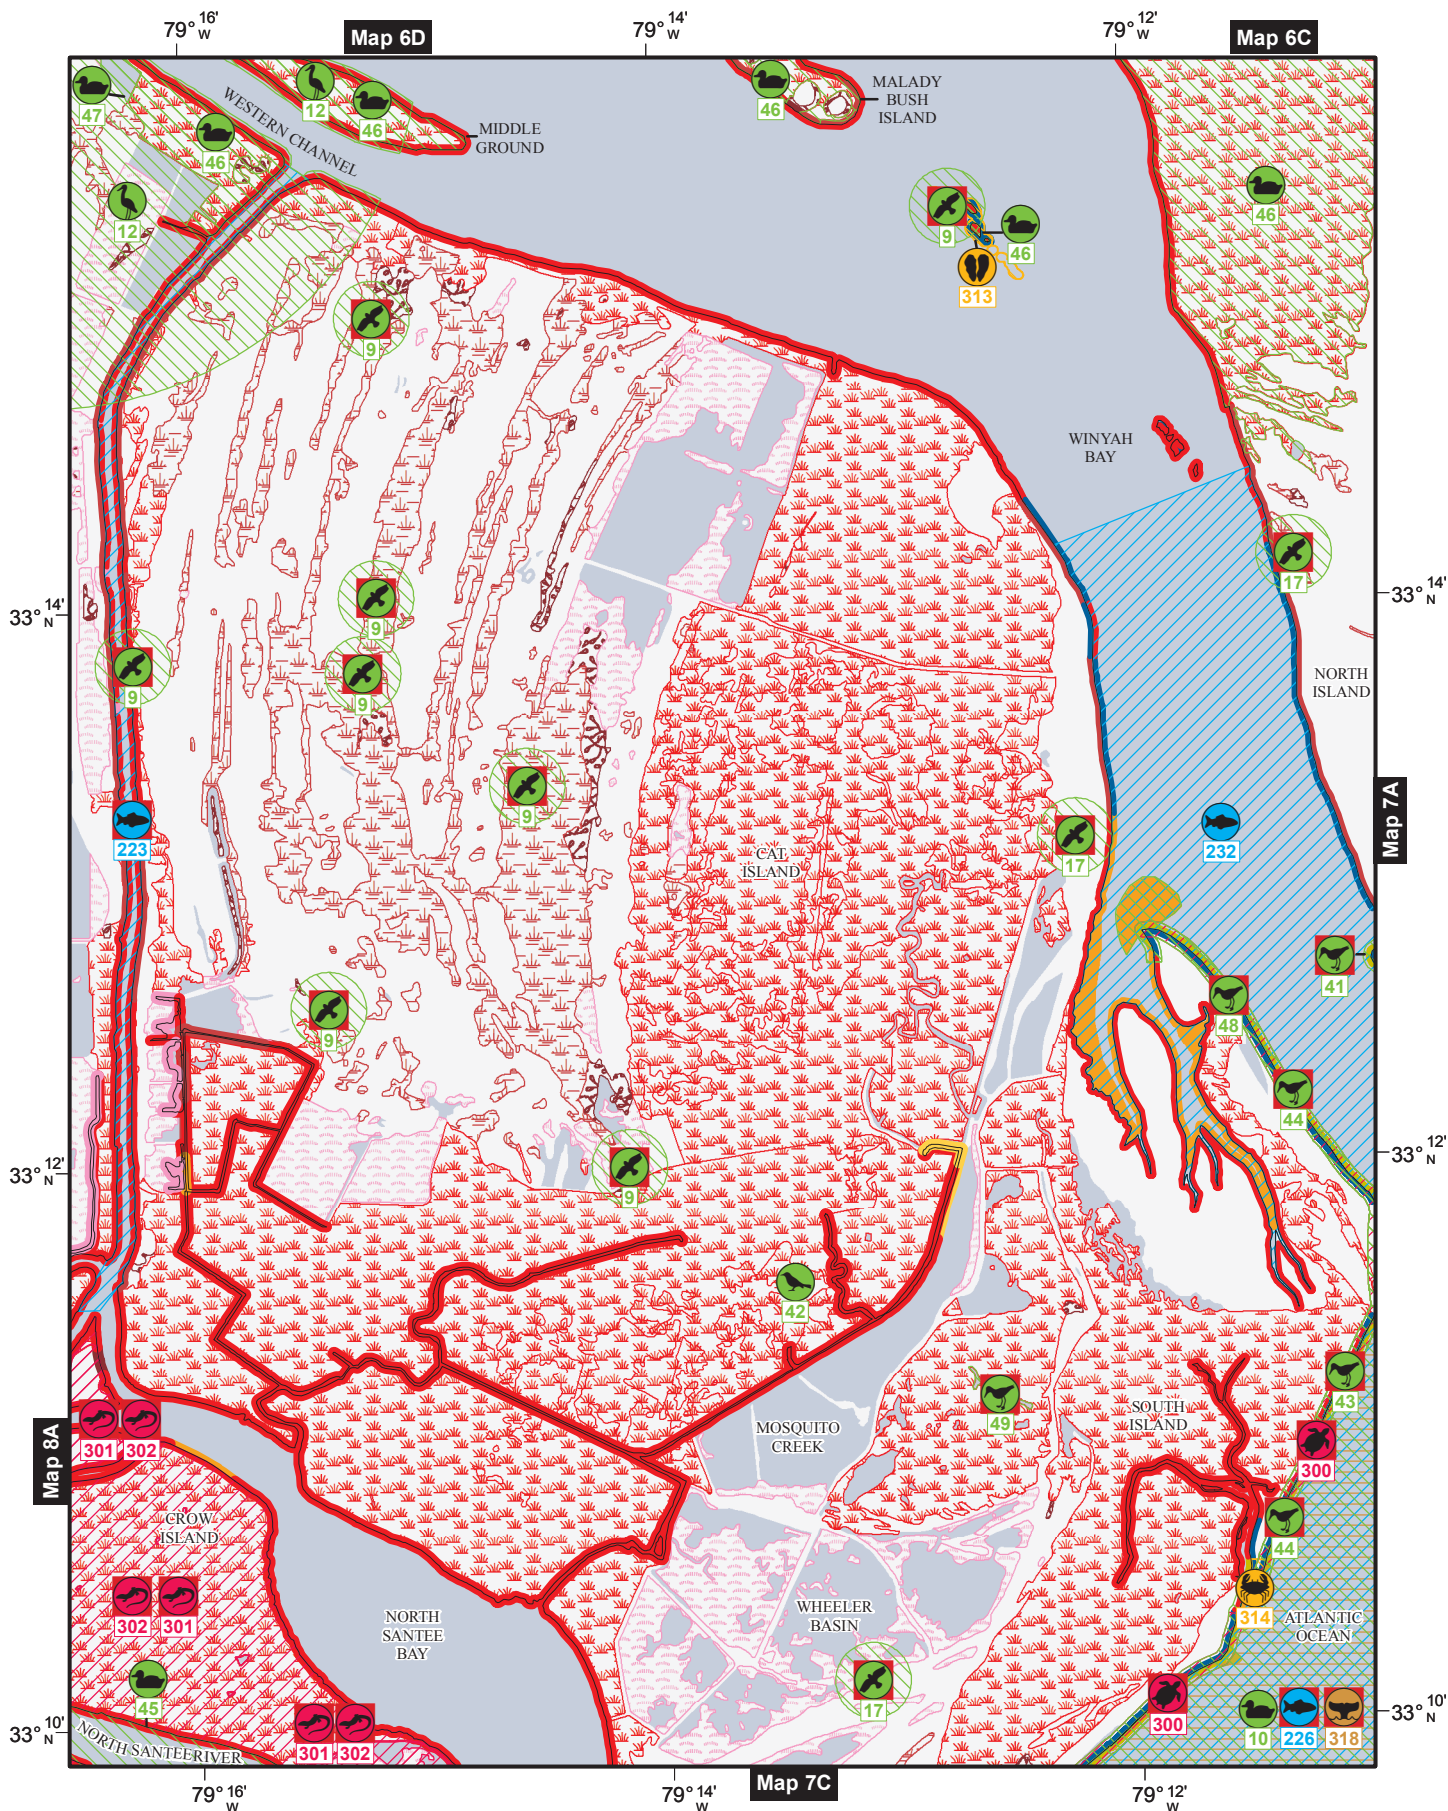 79° 16' W
Map 6D
79° 14' W
79° 12' W
Map 6C
47
12
46
MIDDLE
GROUND
WESTERN CHANNEL
46
12
46
MALADY
BUSH
ISLAND
46
9
46
313
9
WINYAH
BAY
17
33° 14' N
33° 14' N
9
9
9
NORTH
ISLAND
9
223
Map 7A
232
17
CAT
ISLAND
41
48
9
44
33° 12' N
33° 12' N
9
42
43
49
SOUTH
ISLAND
MOSQUITO
CREEK
301
302
Map 8A
300
44
CROW
ISLAND
302
301
NORTH
SANTEE
BAY
WHEELER
BASIN
314
ATLANTIC
OCEAN
45
17
300
10
226
318
301
302
NORTH SANTEE RIVER
33° 10' N
33° 10' N
79° 16' W
79° 14' W
Map 7C
79° 12' W